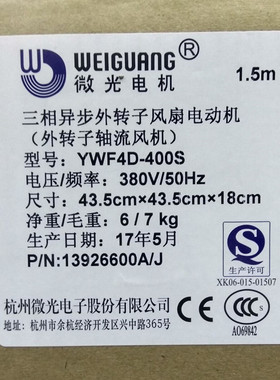 WEIGUANG
微光电机
1.5m
三相异步外转子风扇电动机
（外转子轴流风机）
型号：YWF4D-400S
电压/频率：380V/50Hz
尺寸：43.5cm×43.5cm×18cm
净重/毛重：6 / 7 kg
生产日期：17年5月
P/N:13926600A/J
生产许可
XK06-015-01507
杭州微光电子股份有限公司
地址：杭州市余杭经济开发区兴中路365号
CCC
A069842